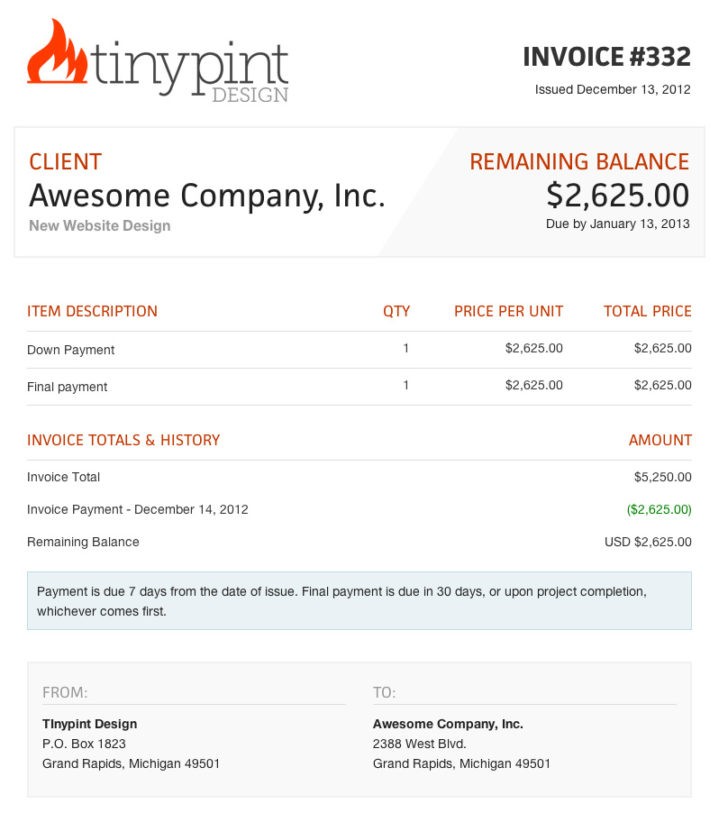 tinypint
DESIGN
INVOICE #332
Issued December 13, 2012
CLIENT
Awesome Company, Inc.
New Website Design
REMAINING BALANCE
$2,625.00
Due by January 13, 2013
ITEM DESCRIPTION QTY PRICE PER UNIT TOTAL PRICE
Down Payment 1 $2,625.00 $2,625.00
Final payment 1 $2,625.00 $2,625.00
INVOICE TOTALS & HISTORY AMOUNT
Invoice Total $5,250.00
Invoice Payment - December 14, 2012 ($2,625.00)
Remaining Balance USD $2,625.00
Payment is due 7 days from the date of issue. Final payment is due in 30 days, or upon project completion,
whichever comes first.
FROM:
TInypint Design
P.O. Box 1823
Grand Rapids, Michigan 49501
TO:
Awesome Company, Inc.
2388 West Blvd.
Grand Rapids, Michigan 49501